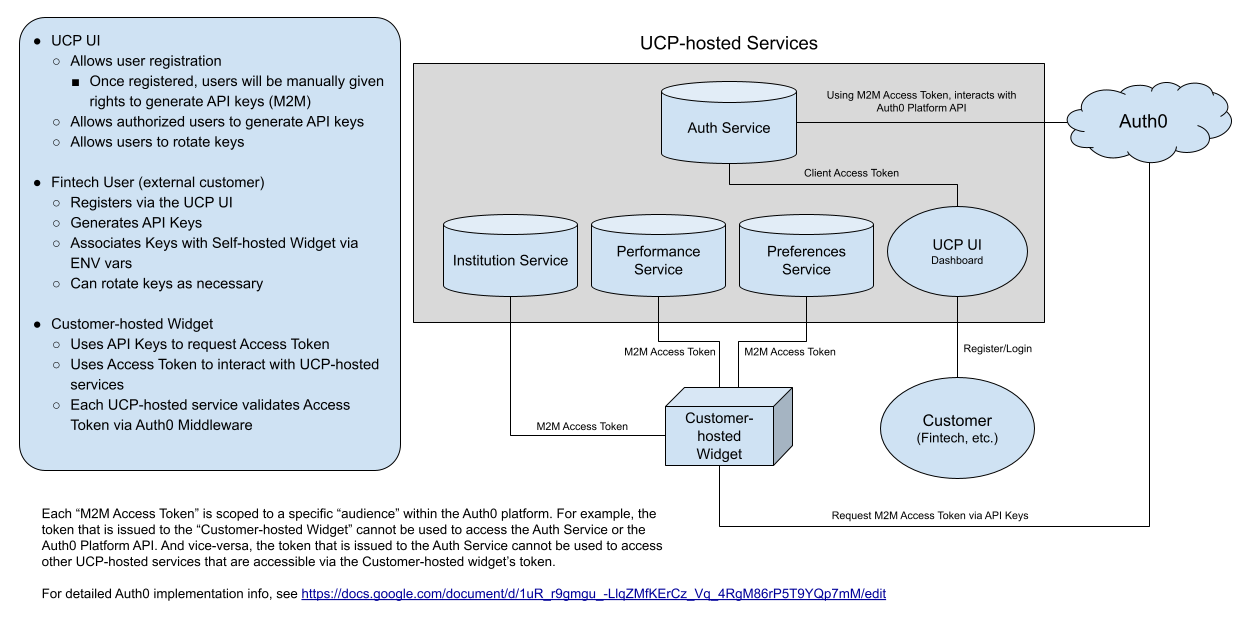 ● UCP UI
○ Allows user registration
■ Once registered, users will be manually given
rights to generate API keys (M2M)
○ Allows authorized users to generate API keys
○ Allows users to rotate keys
● Fintech User (external customer)
○ Registers via the UCP UI
○ Generates API Keys
○ Associates Keys with Self-hosted Widget via
ENV vars
○ Can rotate keys as necessary
● Customer-hosted Widget
○ Uses API Keys to request Access Token
○ Uses Access Token to interact with UCP-hosted
services
○ Each UCP-hosted service validates Access
Token via Auth0 Middleware
UCP-hosted Services
Auth Service
Using M2M Access Token, interacts with
Auth0 Platform API
Auth0
Client Access Token
Institution Service
Performance
Service
Preferences
Service
UCP UI
Dashboard
M2M Access Token
M2M Access Token
Register/Login
M2M Access Token
Customer-
hosted
Widget
Customer
(Fintech, etc.)
Request M2M Access Token via API Keys
Each “M2M Access Token” is scoped to a specific “audience” within the Auth0 platform. For example, the
token that is issued to the “Customer-hosted Widget” cannot be used to access the Auth Service or the
Auth0 Platform API. And vice-versa, the token that is issued to the Auth Service cannot be used to access
other UCP-hosted services that are accessible via the Customer-hosted widget’s token.
For detailed Auth0 implementation info, see https://docs.google.com/document/d/1uR_r9gmgu_-LIqZMfKErCz_Vq_4RgM86rP5T9YQp7mM/edit